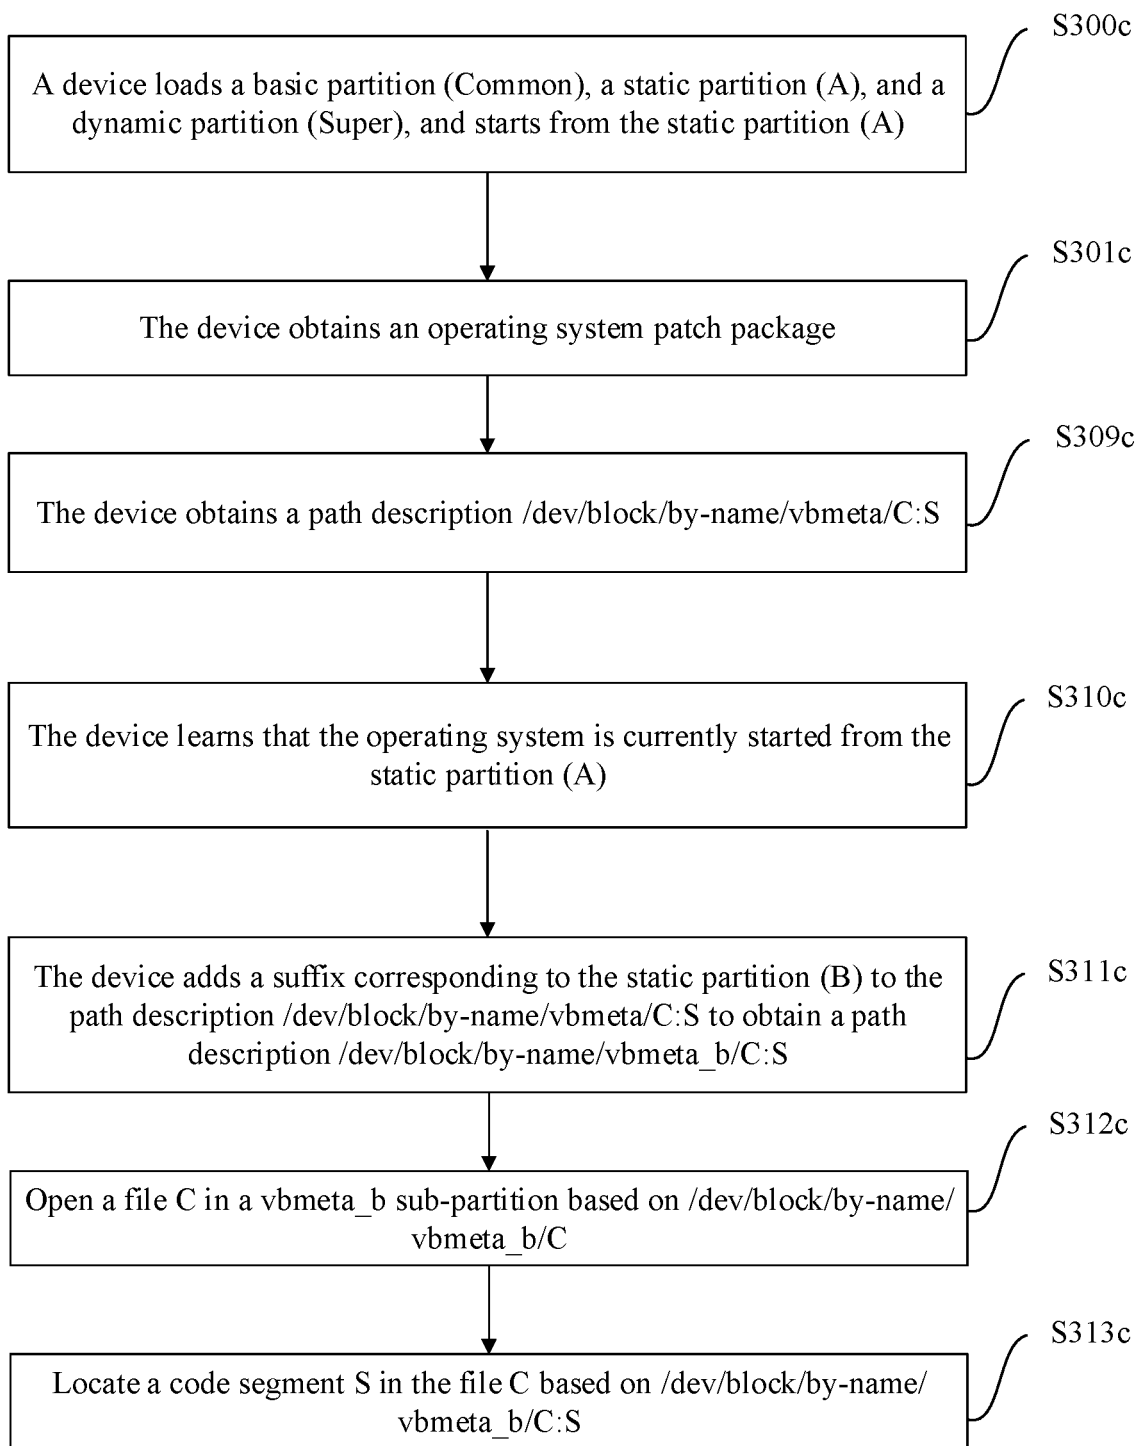 S300c
A device loads a basic partition (Common), a static partition (A), and a
dynamic partition (Super), and starts from the static partition (A)
S301c
The device obtains an operating system patch package
S309c
The device obtains a path description /dev/block/by-name/vbmeta/C:S
S310c
The device learns that the operating system is currently started from the
static partition (A)
S311c
The device adds a suffix corresponding to the static partition (B) to the
path description /dev/block/by-name/vbmeta/C:S to obtain a path
description /dev/block/by-name/vbmeta_b/C:S
S312c
Open a file C in a vbmeta_b sub-partition based on /dev/block/by-name/
vbmeta_b/C
S313c
Locate a code segment S in the file C based on /dev/block/by-name/
vbmeta_b/C:S